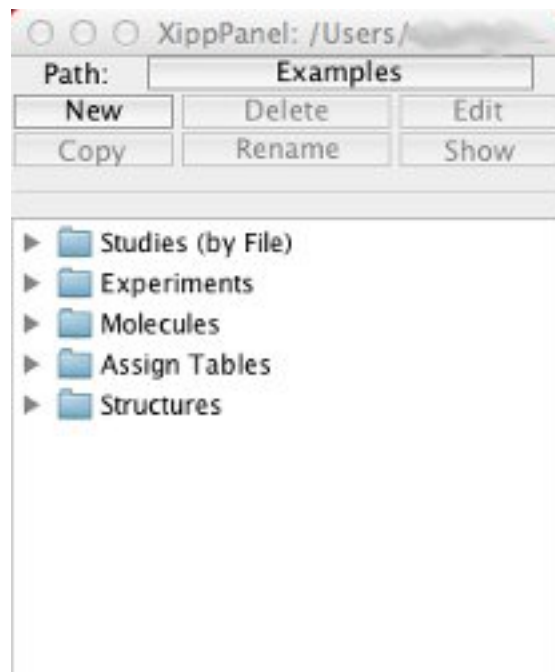 XippPanel: /Users/
Path: Examples
New Delete Edit
Copy Rename Show
Studies (by File)
Experiments
Molecules
Assign Tables
Structures